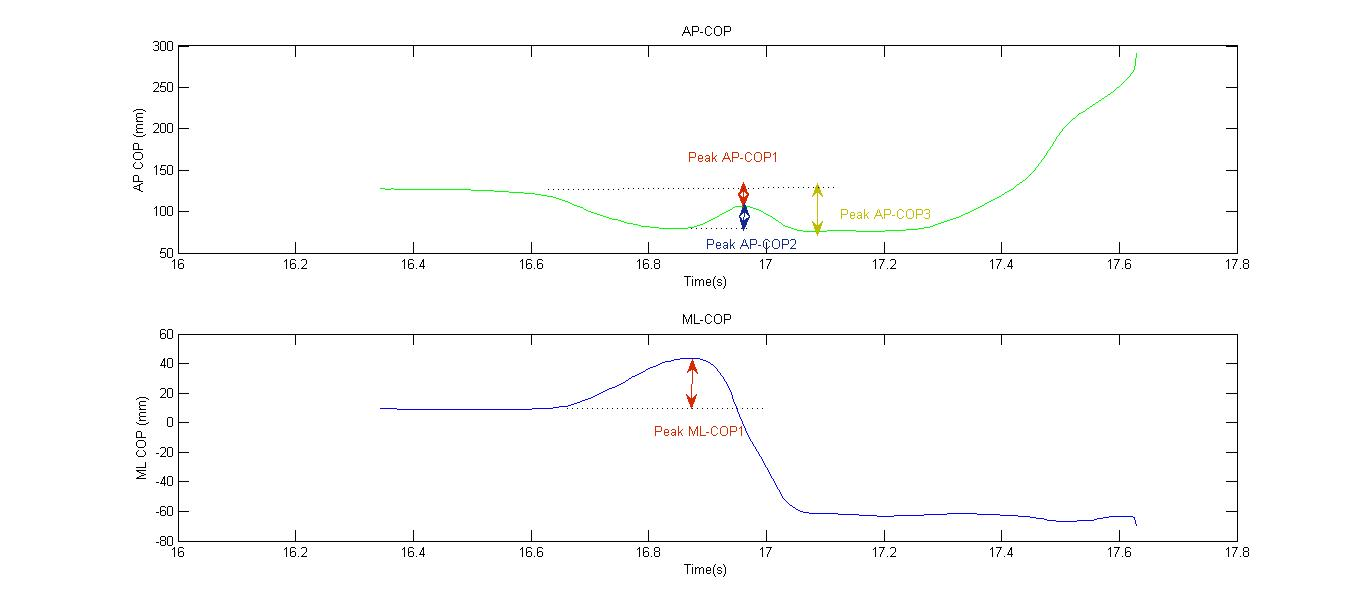 AP-COP
300
250
200
150
100
50
AP COP (mm)
Peak AP-COP1
Peak AP-COP3
Peak AP-COP2
16 16.2 16.4 16.6 16.8 17 17.2 17.4 17.6 17.8
Time(s)
ML-COP
60
40
20
0
-20
-40
-60
-80
ML COP (mm)
Peak ML-COP1
16 16.2 16.4 16.6 16.8 17 17.2 17.4 17.6 17.8
Time(s)